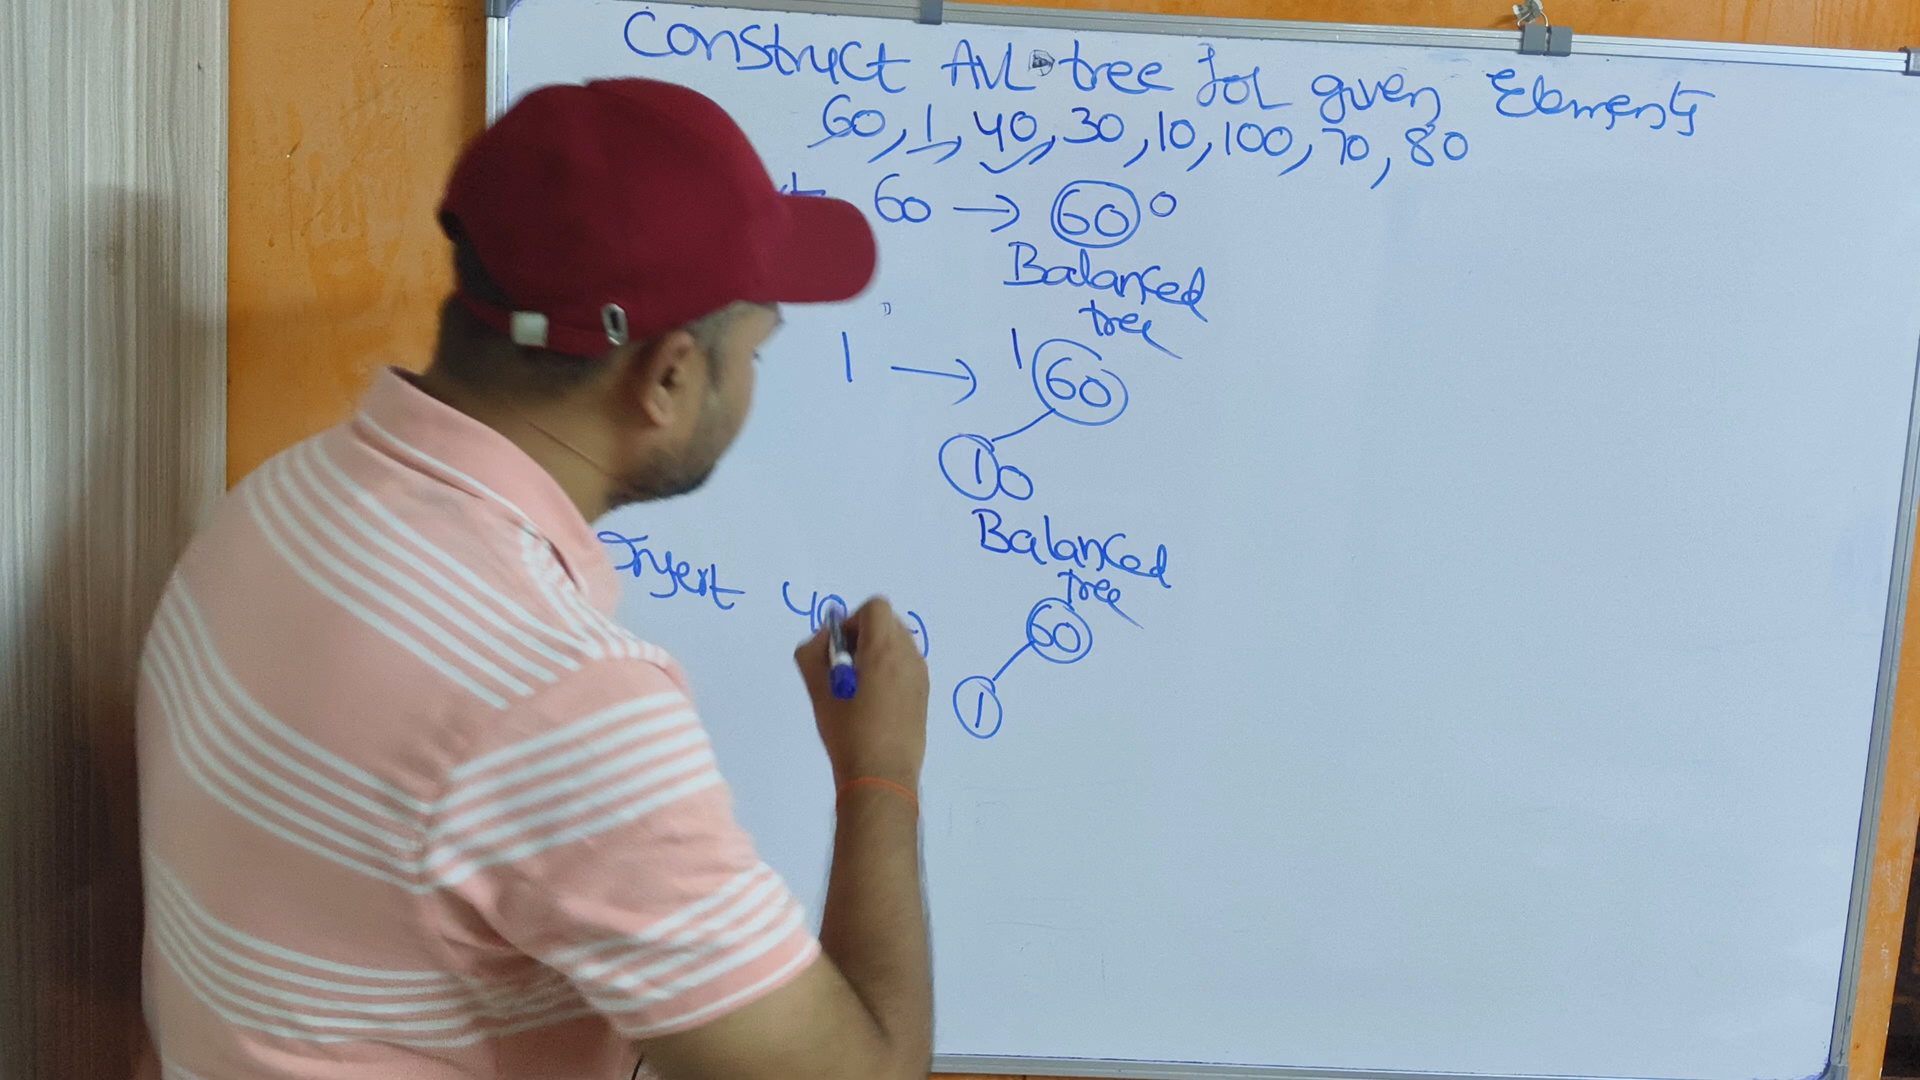 Construct AVL tree for given Elements
60, 1, 40, 30, 10, 100, 70, 80
60 → 60 0
Balanced
tree
1 → 1 60
1 0
Balanced
tree
Insert 40 → 60
1